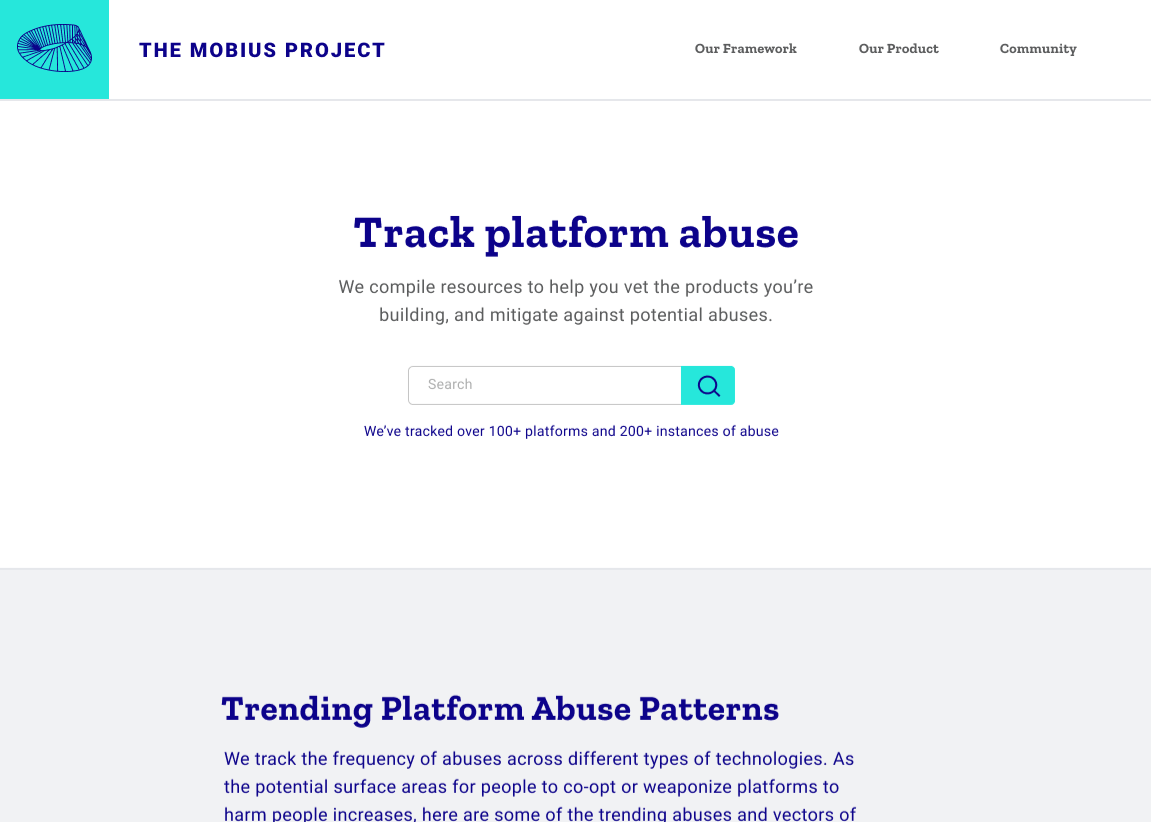 THE MOBIUS PROJECT
Our Framework
Our Product
Community
Track platform abuse
We compile resources to help you vet the products you’re
building, and mitigate against potential abuses.
Search
We’ve tracked over 100+ platforms and 200+ instances of abuse
Trending Platform Abuse Patterns
We track the frequency of abuses across different types of technologies. As
the potential surface areas for people to co-opt or weaponize platforms to
harm people increases, here are some of the trending abuses and vectors of